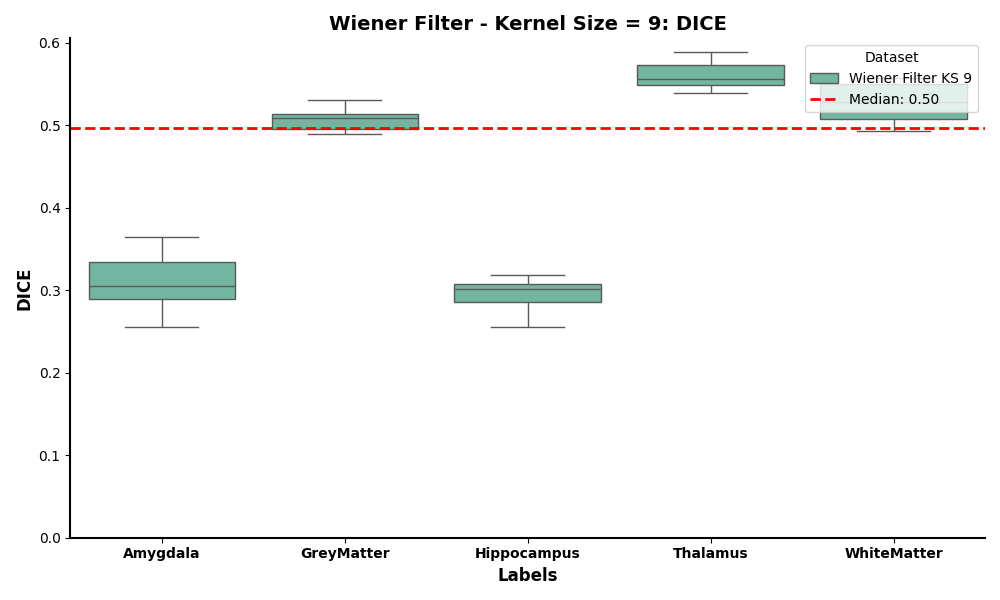 Wiener Filter - Kernel Size = 9: DICE
Dataset
Wiener Filter KS 9
Median: 0.50
0.6
0.5
0.4
0.3
0.2
0.1
0.0
DICE
Amygdala
GreyMatter
Hippocampus
Thalamus
WhiteMatter
Labels